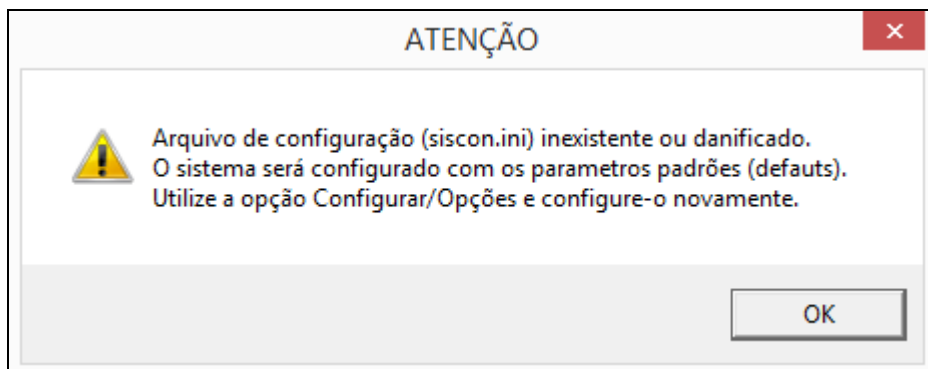 ATENÇÃO
Arquivo de configuração (siscon.ini) inexistente ou danificado.
O sistema será configurado com os parametros padrões (defauts).
Utilize a opção Configurar/Opções e configure-o novamente.
OK